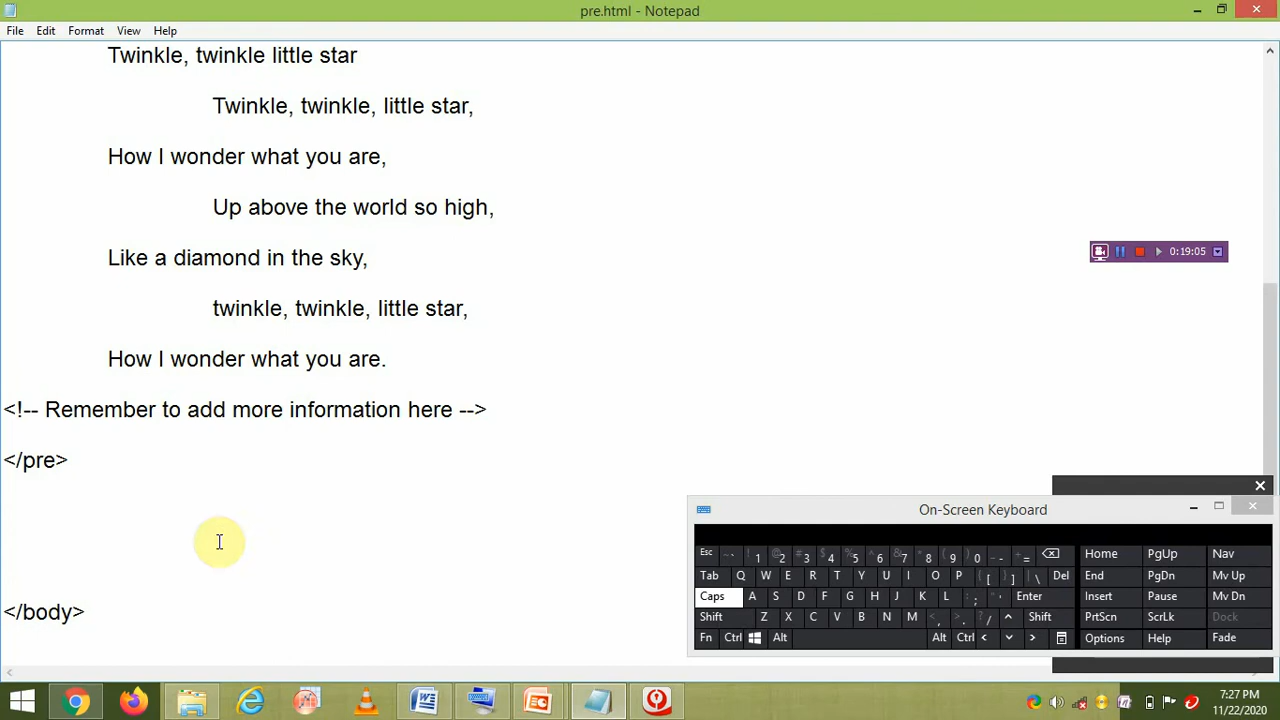 pre.html - Notepad
File Edit Format View Help
Twinkle, twinkle little star
Twinkle, twinkle, little star,
How I wonder what you are,
Up above the world so high,
Like a diamond in the sky,
0:19:05
twinkle, twinkle, little star,
How I wonder what you are.
<!-- Remember to add more information here -->
</pre>
</body>
On-Screen Keyboard
Esc ~ ` ! 1 @ 2 # 3 $ 4 % 5 ^ 6 & 7 * 8 ( 9 ) 0 _ - + = Home PgUp Nav
Tab Q W E R T Y U I O P { [ } ] | \ Del End PgDn Mv Up
Caps A S D F G H J K L : ; " ' Enter Insert Pause Mv Dn
Shift Z X C V B N M < , > . ? / ^ Shift PrtScn ScrLk Dock
Fn Ctrl Alt Alt Ctrl < > Options Help Fade
7:27 PM
11/22/2020